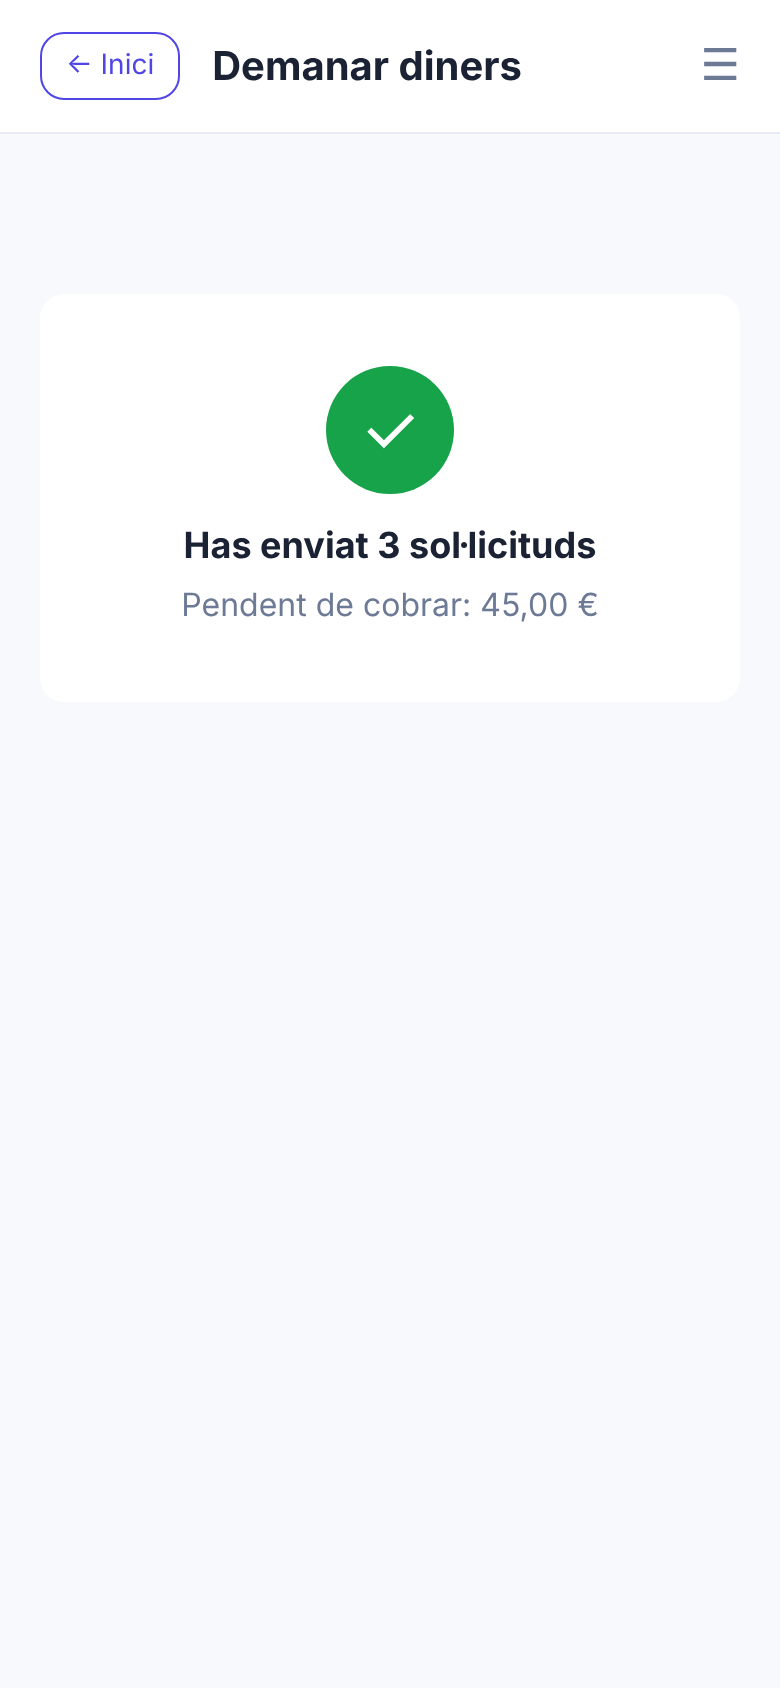 ← Inici
Demanar diners
Has enviat 3 sol·licituds
Pendent de cobrar: 45,00 €